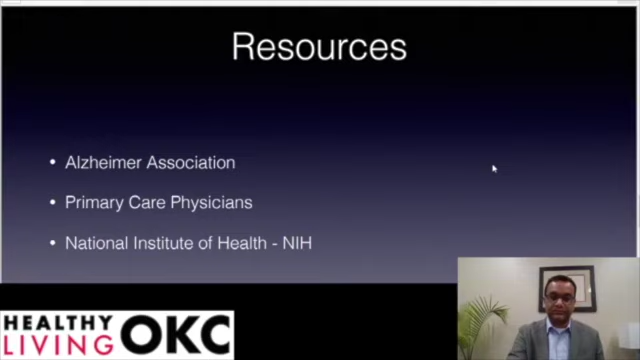 Resources
• Alzheimer Association
• Primary Care Physicians
• National Institute of Health - NIH
HEALTHY
LIVING
OKC